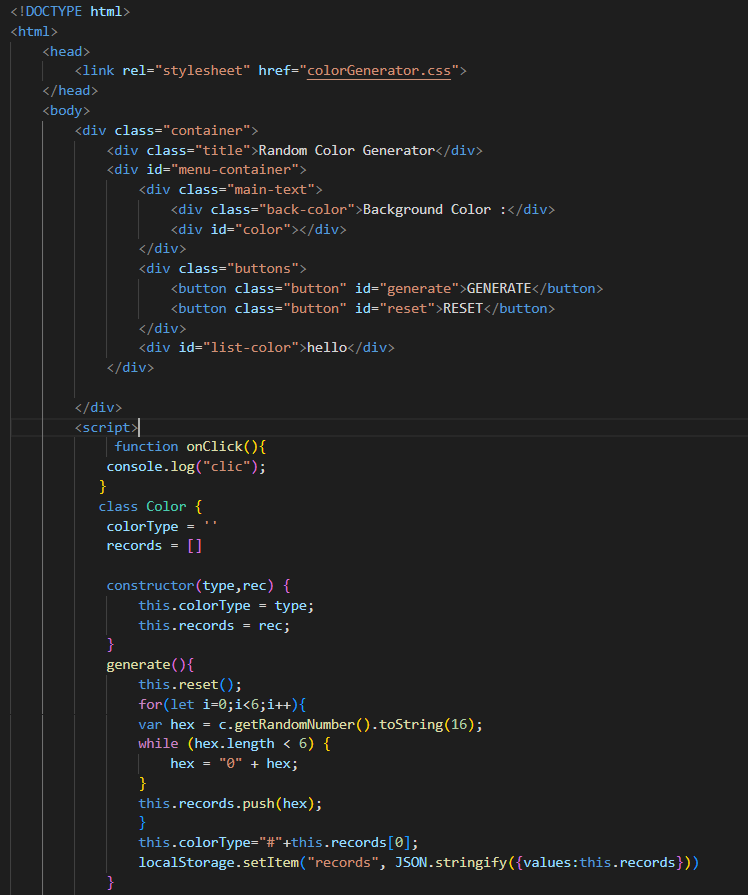 <!DOCTYPE html>
<html>
<head>
<link rel="stylesheet" href="colorGenerator.css">
</head>
<body>
<div class="container">
<div class="title">Random Color Generator</div>
<div id="menu-container">
<div class="main-text">
<div class="back-color">Background Color :</div>
<div id="color"></div>
</div>
<div class="buttons">
<button class="button" id="generate">GENERATE</button>
<button class="button" id="reset">RESET</button>
</div>
<div id="list-color">hello</div>
</div>
</div>
<script>
function onClick(){
console.log("clic");
}
class Color {
colorType = ''
records = []
constructor(type,rec) {
this.colorType = type;
this.records = rec;
}
generate(){
this.reset();
for(let i=0;i<6;i++){
var hex = c.getRandomNumber().toString(16);
while (hex.length < 6) {
hex = "0" + hex;
}
this.records.push(hex);
}
this.colorType="#"+this.records[0];
localStorage.setItem("records", JSON.stringify({values:this.records}))
}